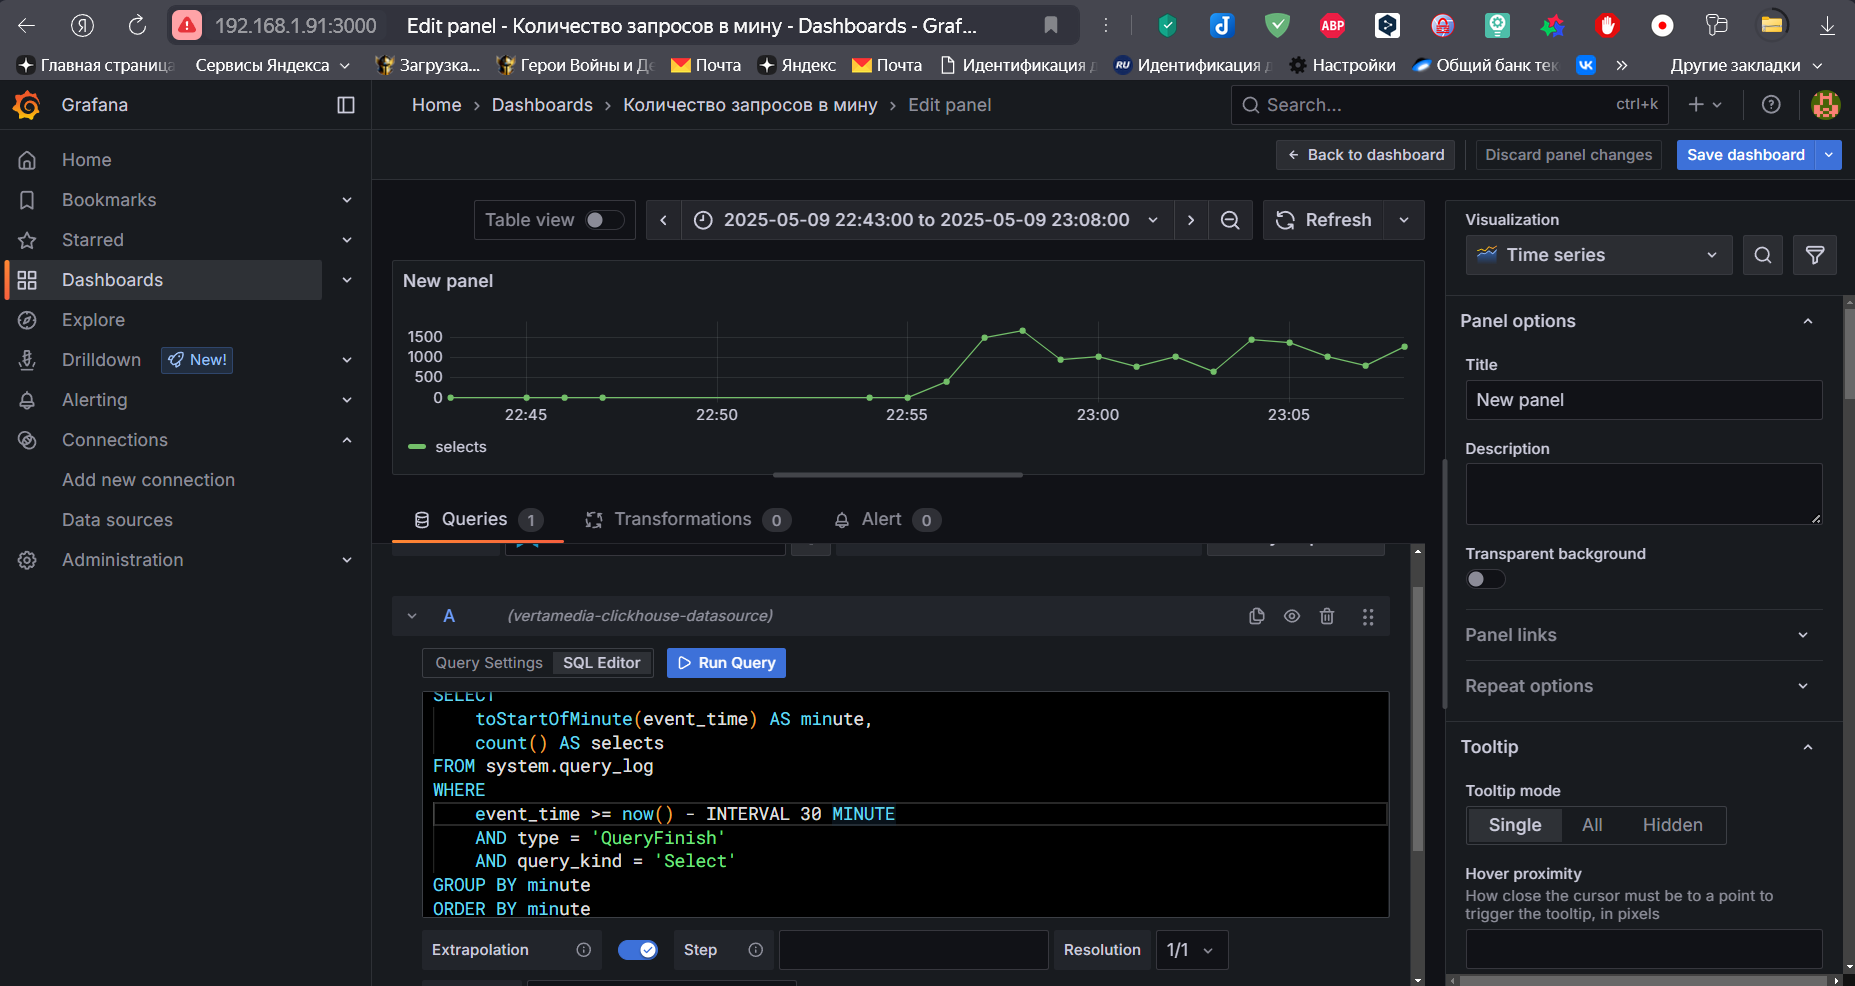 192.168.1.91:3000 Edit panel - Количество запросов в мину - Dashboards - Graf...
Главная страница Сервисы Яндекса Загрузка... Герои Войны и Де Почта Яндекс Почта Идентификация д RU Идентификация д Настройки Общий банк тек Другие закладки
Grafana
Home › Dashboards › Количество запросов в мину › Edit panel
Search... ctrl+k
Home
Bookmarks
Starred
Dashboards
Explore
Drilldown New!
Alerting
Connections
Add new connection
Data sources
Administration
Back to dashboard Discard panel changes Save dashboard
Table view 2025-05-09 22:43:00 to 2025-05-09 23:08:00 Refresh
New panel
1500
1000
500
0
22:45 22:50 22:55 23:00 23:05
selects
Queries 1 Transformations 0 Alert 0
A (vertamedia-clickhouse-datasource)
Query Settings SQL Editor Run Query
SELECT
toStartOfMinute(event_time) AS minute,
count() AS selects
FROM system.query_log
WHERE
event_time >= now() - INTERVAL 30 MINUTE
AND type = 'QueryFinish'
AND query_kind = 'Select'
GROUP BY minute
ORDER BY minute
Extrapolation Step Resolution 1/1
Visualization
Time series
Panel options
Title
New panel
Description
Transparent background
Panel links
Repeat options
Tooltip
Tooltip mode
Single All Hidden
Hover proximity
How close the cursor must be to a point to
trigger the tooltip, in pixels